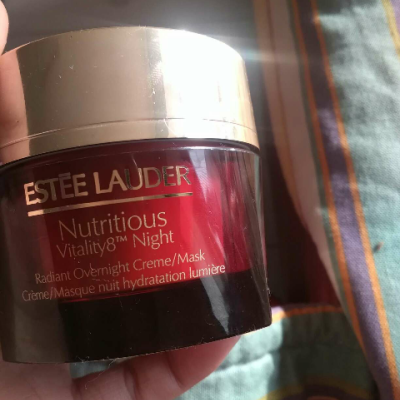 ESTĒE LAUDER
Nutritious
Vitality8™ Night
Radiant Overnight Creme/Mask
Crème/Masque nuit hydratation lumière